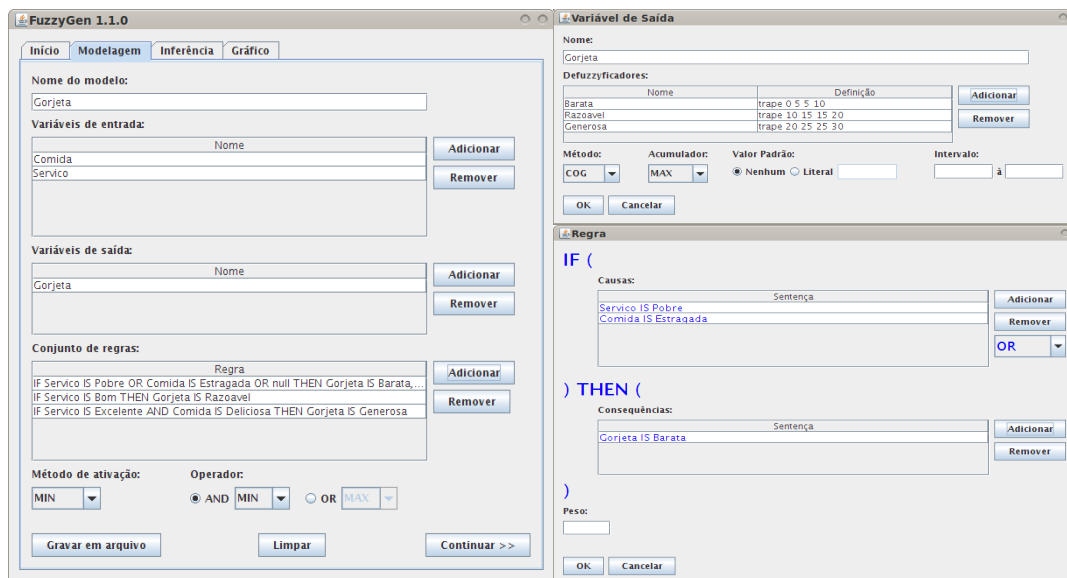 FuzzyGen 1.1.0
Início Modelagem Inferência Gráfico
Nome do modelo:
Gorjeta
Variáveis de entrada:
Nome
Comida
Servico
Adicionar
Remover
Variáveis de saída:
Nome
Gorjeta
Adicionar
Remover
Conjunto de regras:
Regra
IF Servico IS Pobre OR Comida IS Estragada OR null THEN Gorjeta IS Barata,...
IF Servico IS Bom THEN Gorjeta IS Razoavel
IF Servico IS Excelente AND Comida IS Deliciosa THEN Gorjeta IS Generosa
Adicionar
Remover
Método de ativação: Operador:
MIN AND MIN OR MAX
Gravar em arquivo Limpar Continuar >>
Variável de Saída
Nome:
Gorjeta
Defuzzyficadores:
Nome Definição
Barata trape 0 5 5 10
Razoavel trape 10 15 15 20
Generosa trape 20 25 25 30
Adicionar
Remover
Método: Acumulador: Valor Padrão: Intervalo:
COG MAX Nenhum Literal à
OK Cancelar
Regra
IF (
Causas:
Sentença
Servico IS Pobre
Comida IS Estragada
Adicionar
Remover
OR
) THEN (
Consequências:
Sentença
Gorjeta IS Barata
Adicionar
Remover
)
Peso:
OK Cancelar